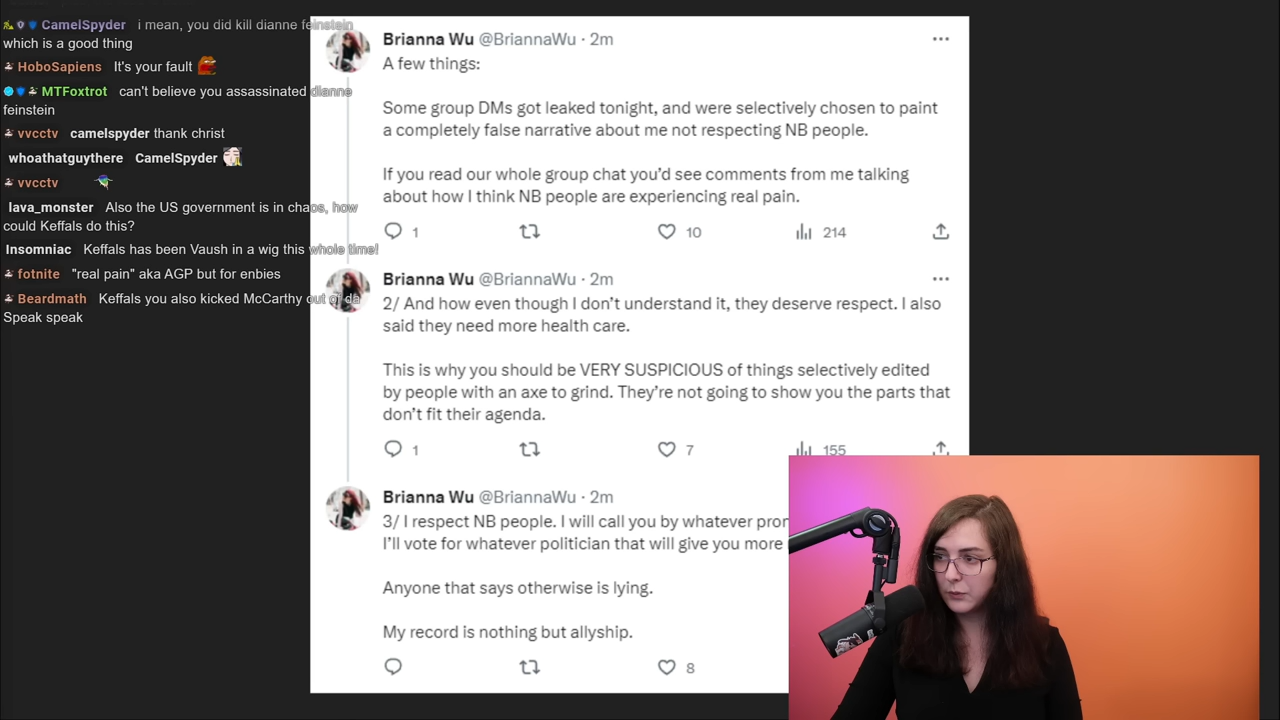 CamelSpyder i mean, you did kill dianne feinstein
which is a good thing
HoboSapiens It's your fault
MTFoxtrot can't believe you assassinated dianne
feinstein
vvcctv camelspyder thank christ
whoathatguythere CamelSpyder
vvcctv
lava_monster Also the US government is in chaos, how
could Keffals do this?
Insomniac Keffals has been Vaush in a wig this whole time!
fotnite "real pain" aka AGP but for enbies
Beardmath Keffals you also kicked McCarthy out of da
Speak speak
Brianna Wu @BriannaWu · 2m
A few things:
Some group DMs got leaked tonight, and were selectively chosen to paint
a completely false narrative about me not respecting NB people.
If you read our whole group chat you'd see comments from me talking
about how I think NB people are experiencing real pain.
1 10 214
Brianna Wu @BriannaWu · 2m
2/ And how even though I don't understand it, they deserve respect. I also
said they need more health care.
This is why you should be VERY SUSPICIOUS of things selectively edited
by people with an axe to grind. They're not going to show you the parts that
don't fit their agenda.
1 7 155
Brianna Wu @BriannaWu · 2m
3/ I respect NB people. I will call you by whatever
I'll vote for whatever politician that will give you more
Anyone that says otherwise is lying.
My record is nothing but allyship.
8